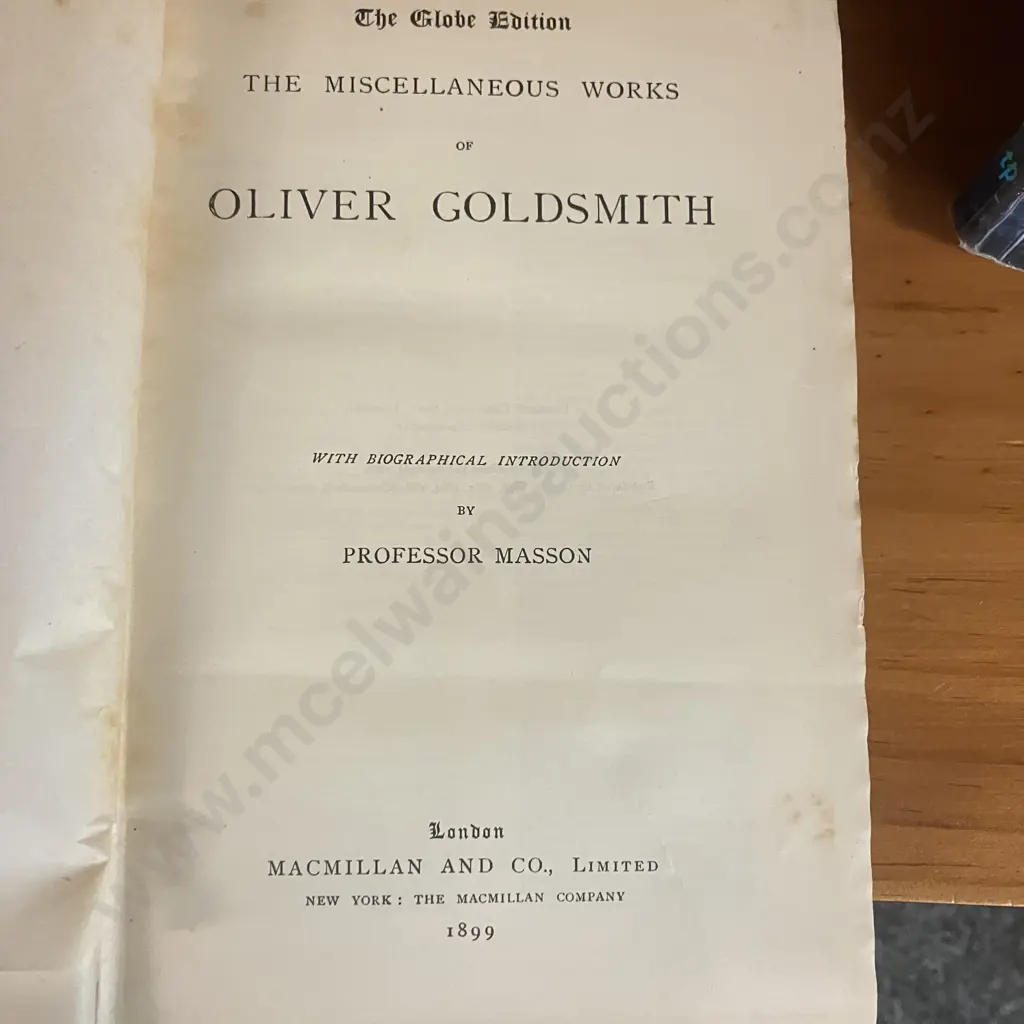 The Globe Edition
THE MISCELLANEOUS WORKS
OF
OLIVER GOLDSMITH
WITH BIOGRAPHICAL INTRODUCTION
BY
PROFESSOR MASSON
London
MACMILLAN AND CO., LIMITED
NEW YORK: THE MACMILLAN COMPANY
1899
www.mcelwainsauctions.co.nz